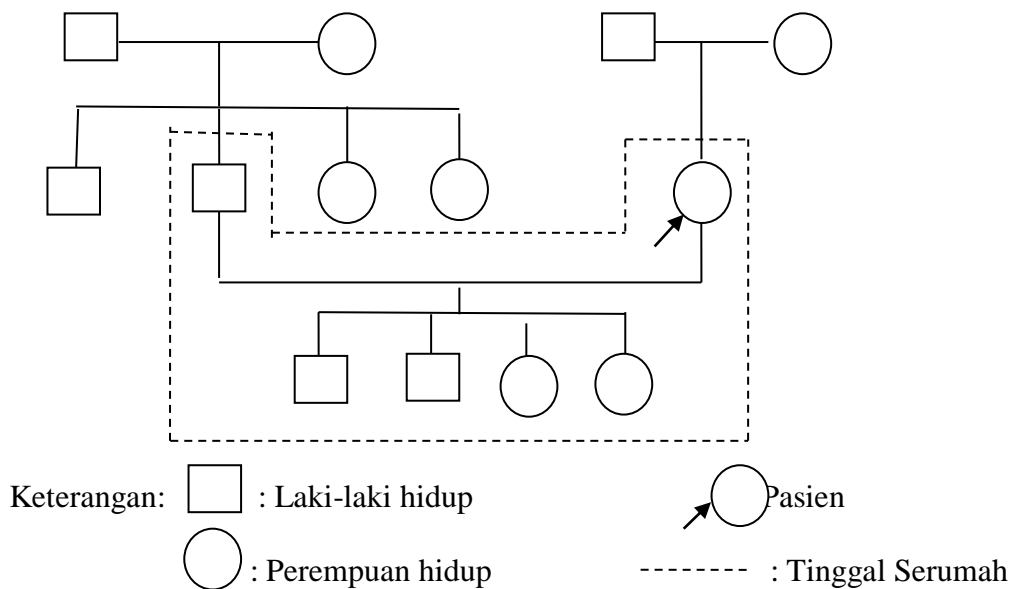 Keterangan: : Laki-laki hidup Pasien
: Perempuan hidup : Tinggal Serumah